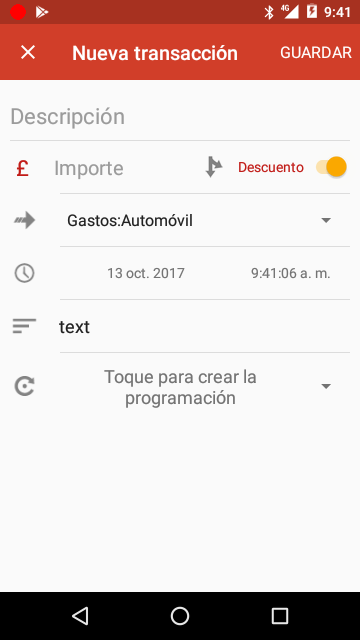 4G 9:41
Nueva transacción GUARDAR
Descripción
£ Importe Descuento
Gastos:Automóvil
13 oct. 2017 9:41:06 a. m.
text
Toque para crear la
programación